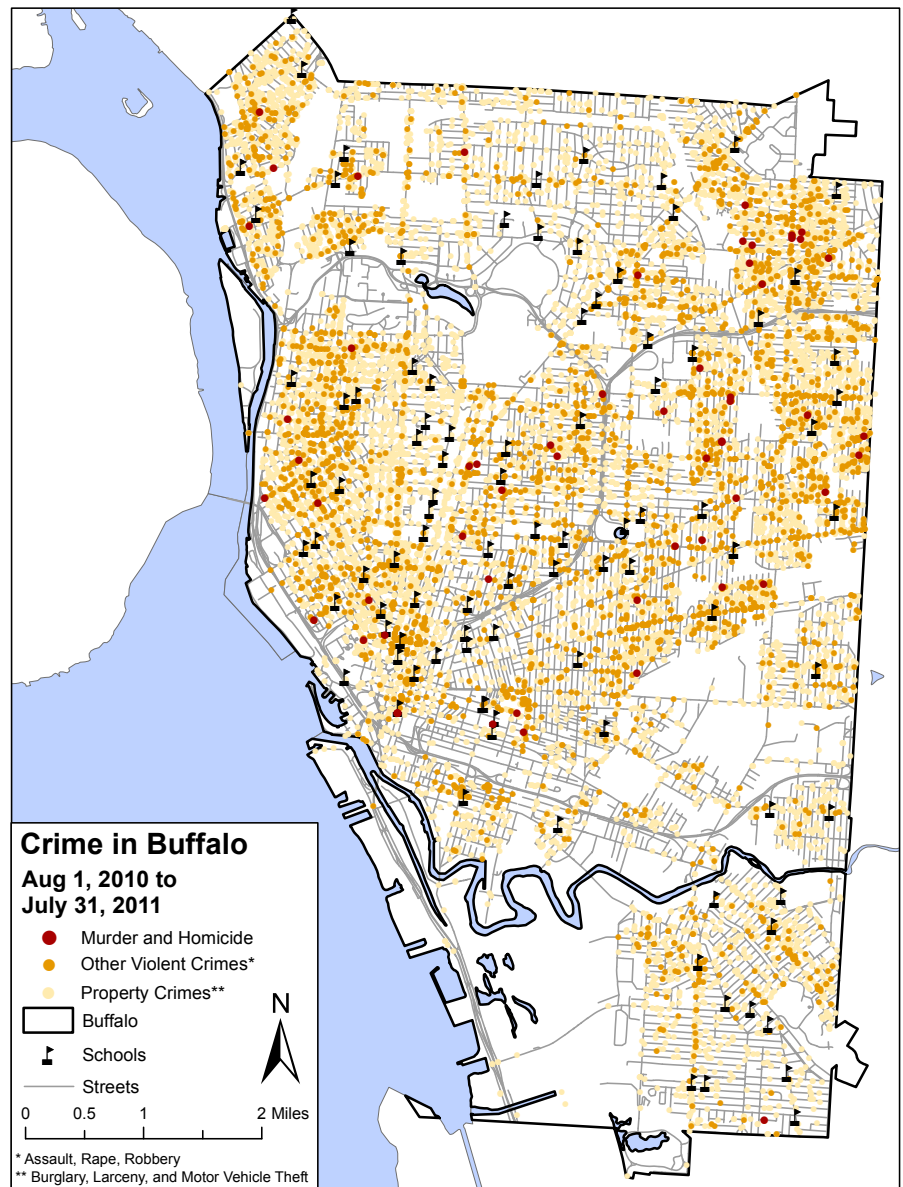 Crime in Buffalo
Aug 1, 2010 to
July 31, 2011
Murder and Homicide
Other Violent Crimes*
Property Crimes**
Buffalo
Schools
Streets
N
0 0.5 1 2 Miles
* Assault, Rape, Robbery
** Burglary, Larceny, and Motor Vehicle Theft